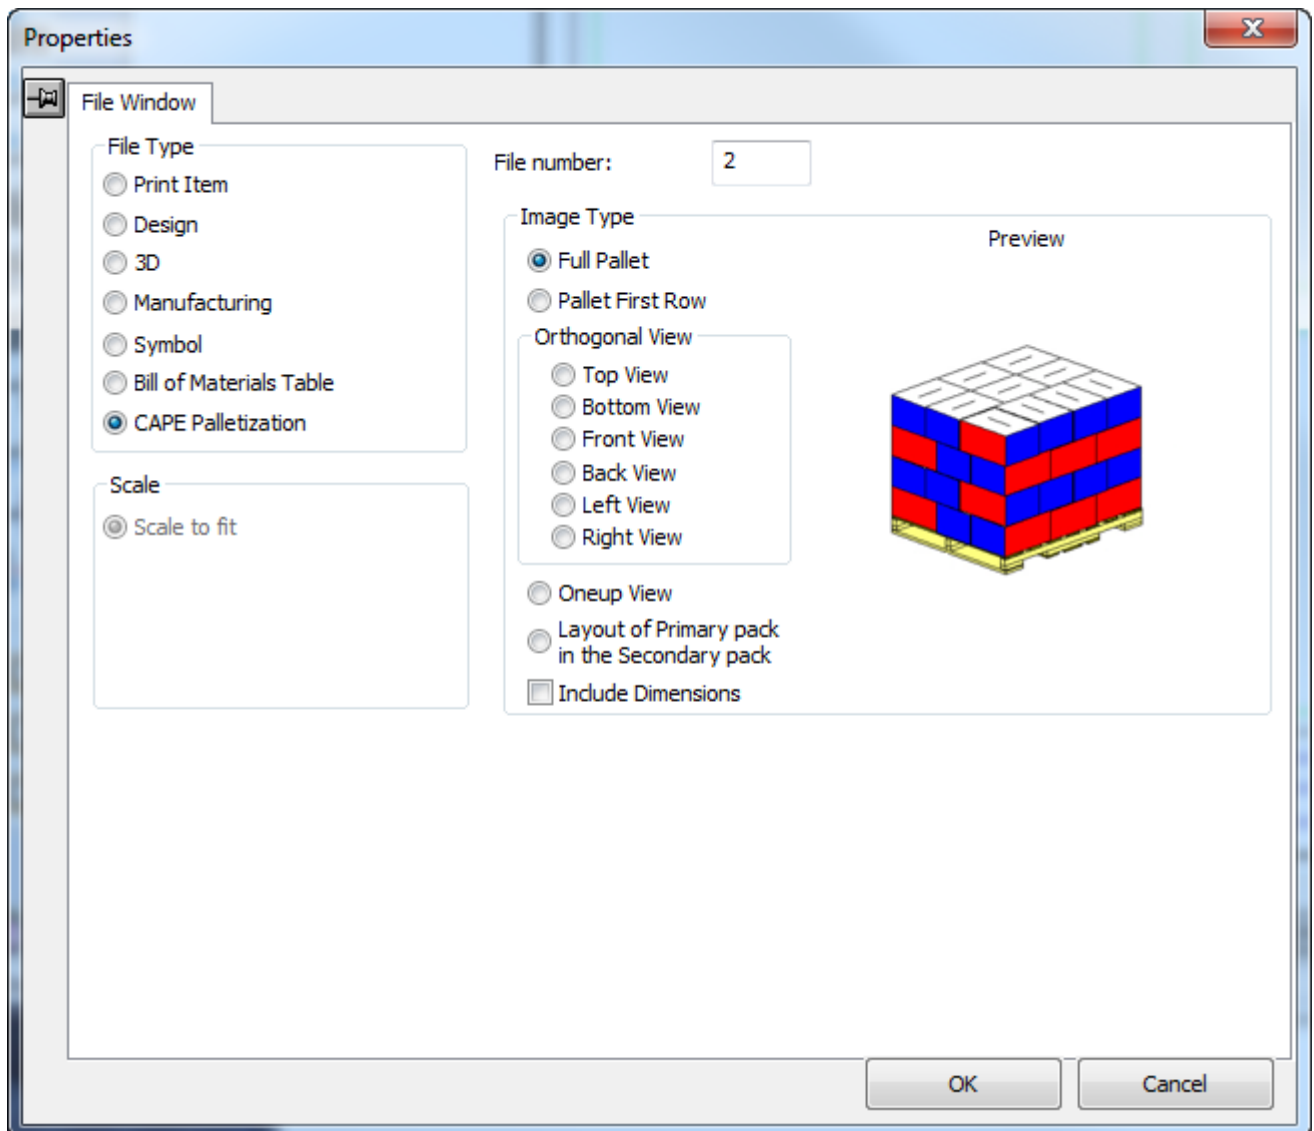 Properties
File Window
File Type
Print Item
Design
3D
Manufacturing
Symbol
Bill of Materials Table
CAPE Palletization
Scale
Scale to fit
File number: 2
Image Type
Preview
Full Pallet
Pallet First Row
Orthogonal View
Top View
Bottom View
Front View
Back View
Left View
Right View
Oneup View
Layout of Primary pack
in the Secondary pack
Include Dimensions
OK
Cancel